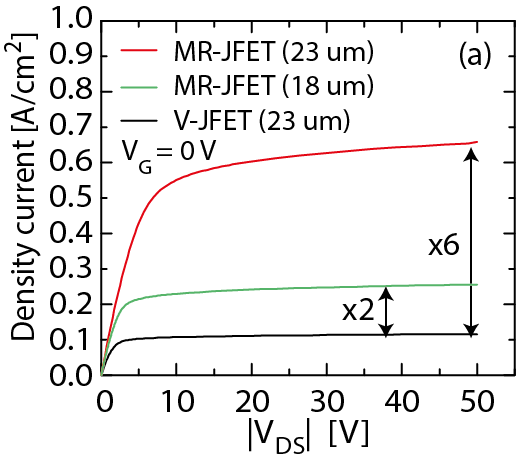 1.0
0.9
0.8
0.7
0.6
0.5
0.4
0.3
0.2
0.1
0.0
Density current [A/cm²]
MR-JFET (23 um)
MR-JFET (18 um)
V-JFET (23 um)
V_G = 0 V
(a)
x6
x2
0 10 20 30 40 50
|V_DS| [V]